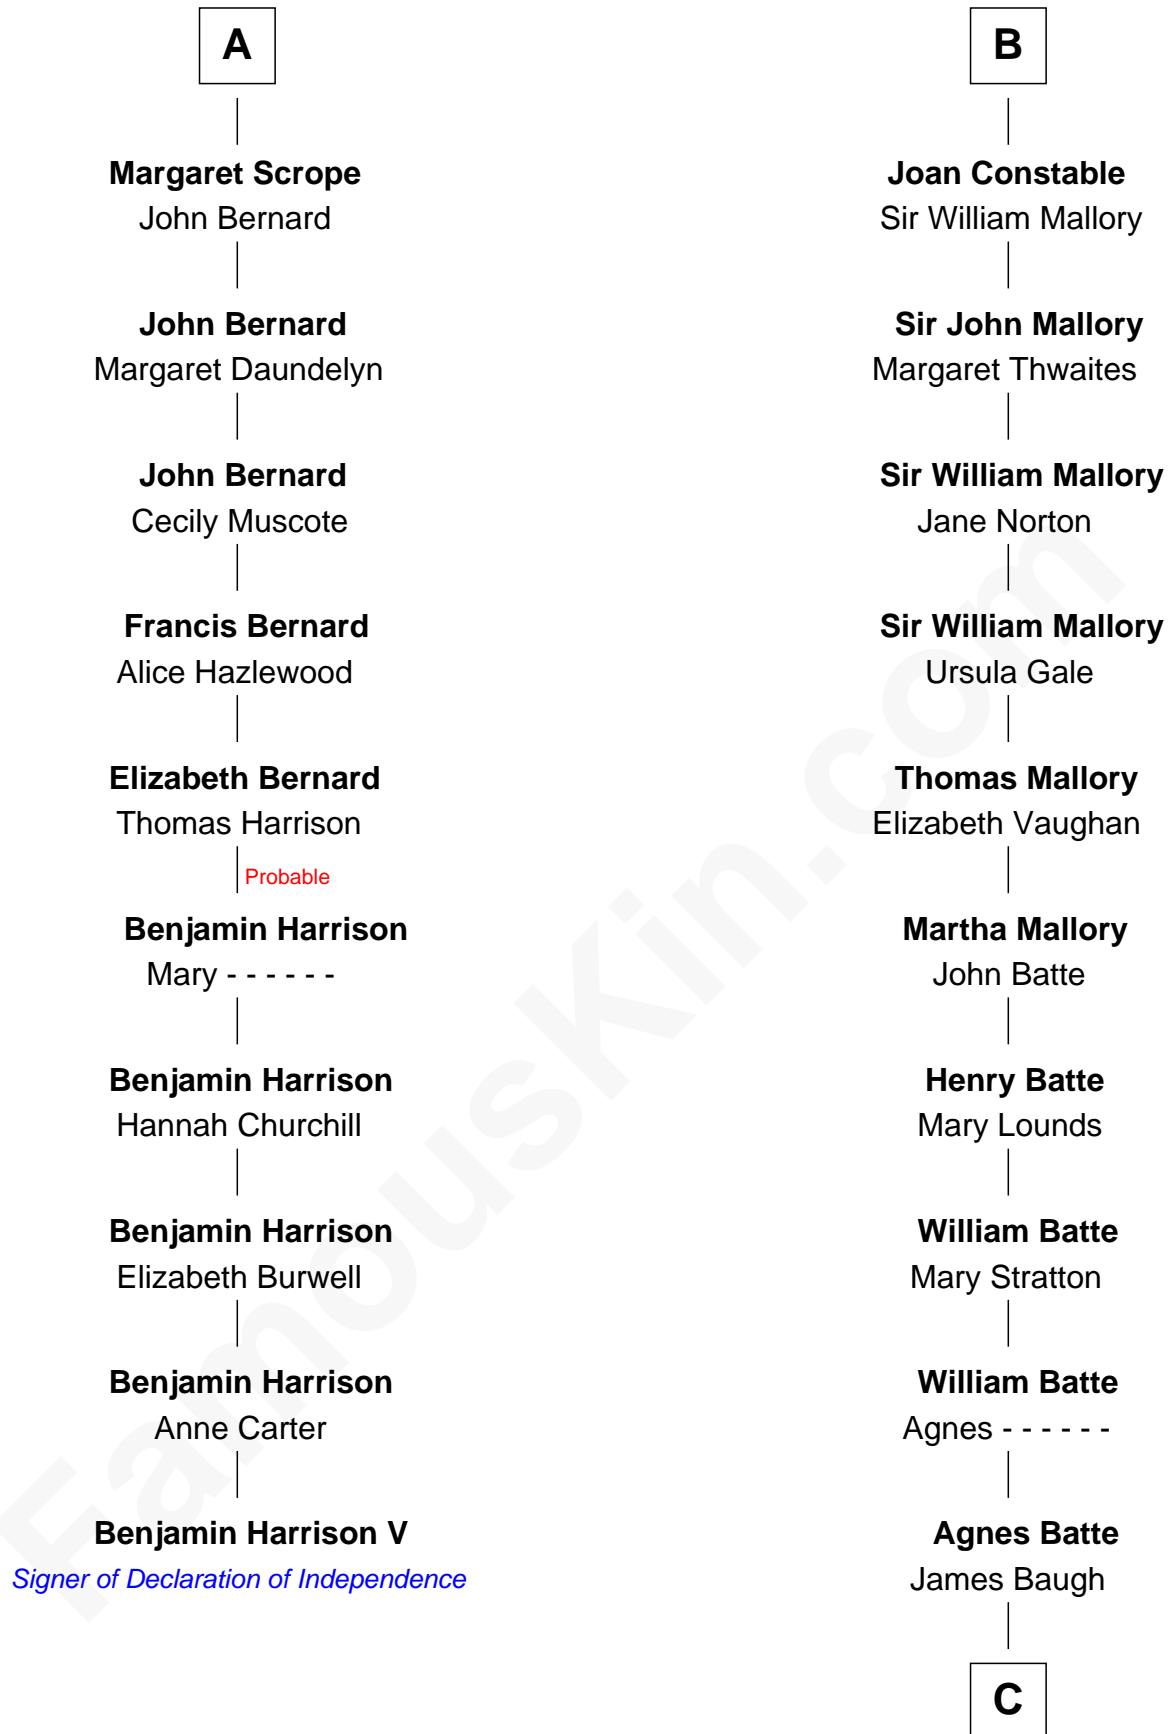 A
Margaret Scrope
John Bernard
John Bernard
Margaret Daundelyn
John Bernard
Cecily Muscote
Francis Bernard
Alice Hazlewood
Elizabeth Bernard
Thomas Harrison
Probable
Benjamin Harrison
Mary - - - - - -
Benjamin Harrison
Hannah Churchill
Benjamin Harrison
Elizabeth Burwell
Benjamin Harrison
Anne Carter
Benjamin Harrison V
Signer of Declaration of Independence
B
Joan Constable
Sir William Mallory
Sir John Mallory
Margaret Thwaites
Sir William Mallory
Jane Norton
Sir William Mallory
Ursula Gale
Thomas Mallory
Elizabeth Vaughan
Martha Mallory
John Batte
Henry Batte
Mary Lounds
William Batte
Mary Stratton
William Batte
Agnes - - - - - -
Agnes Batte
James Baugh
C
FamousKin.com